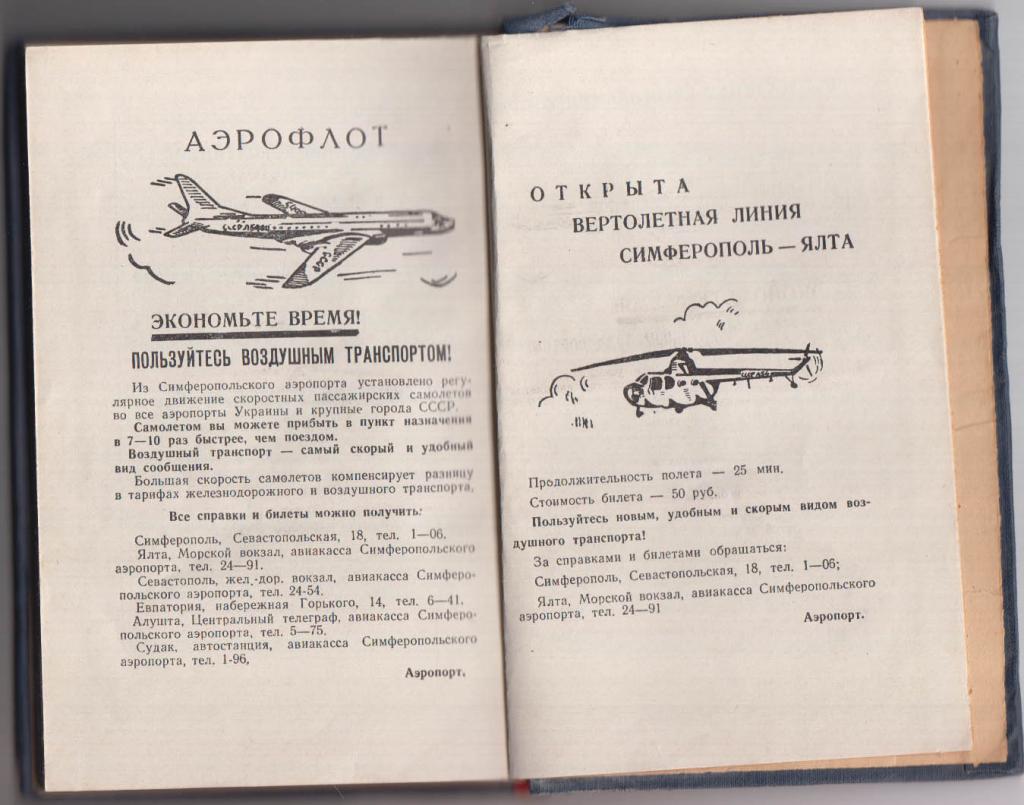 АЭРОФЛОТ
СССР
ЭКОНОМЬТЕ ВРЕМЯ!
ПОЛЬЗУЙТЕСЬ ВОЗДУШНЫМ ТРАНСПОРТОМ!
Из Симферопольского аэропорта установлено регу-
лярное движение скоростных пассажирских самолетов
во все аэропорты Украины и крупные города СССР.
Самолетом вы можете прибыть в пункт назначения
в 7—10 раз быстрее, чем поездом.
Воздушный транспорт — самый скорый и удобный
вид сообщения.
Большая скорость самолетов компенсирует разницу
в тарифах железнодорожного и воздушного транспорта.
Все справки и билеты можно получить:
Симферополь, Севастопольская, 18, тел. 1—06.
Ялта, Морской вокзал, авиакасса Симферопольского
аэропорта, тел. 24—91.
Севастополь, жел.-дор. вокзал, авиакасса Симферо-
польского аэропорта, тел. 24-54.
Евпатория, набережная Горького, 14, тел. 6—41.
Алушта, Центральный телеграф, авиакасса Симферо-
польского аэропорта, тел. 5—75.
Судак, автостанция, авиакасса Симферопольского
аэропорта, тел. 1-96,
Аэропорт.
ОТКРЫТА
ВЕРТОЛЕТНАЯ ЛИНИЯ
СИМФЕРОПОЛЬ — ЯЛТА
Продолжительность полета — 25 мин.
Стоимость билета — 50 руб.
Пользуйтесь новым, удобным и скорым видом воз-
душного транспорта!
За справками и билетами обращаться:
Симферополь, Севастопольская, 18, тел. 1—06;
Ялта, Морской вокзал, авиакасса Симферопольского
аэропорта, тел. 24—91
Аэропорт.